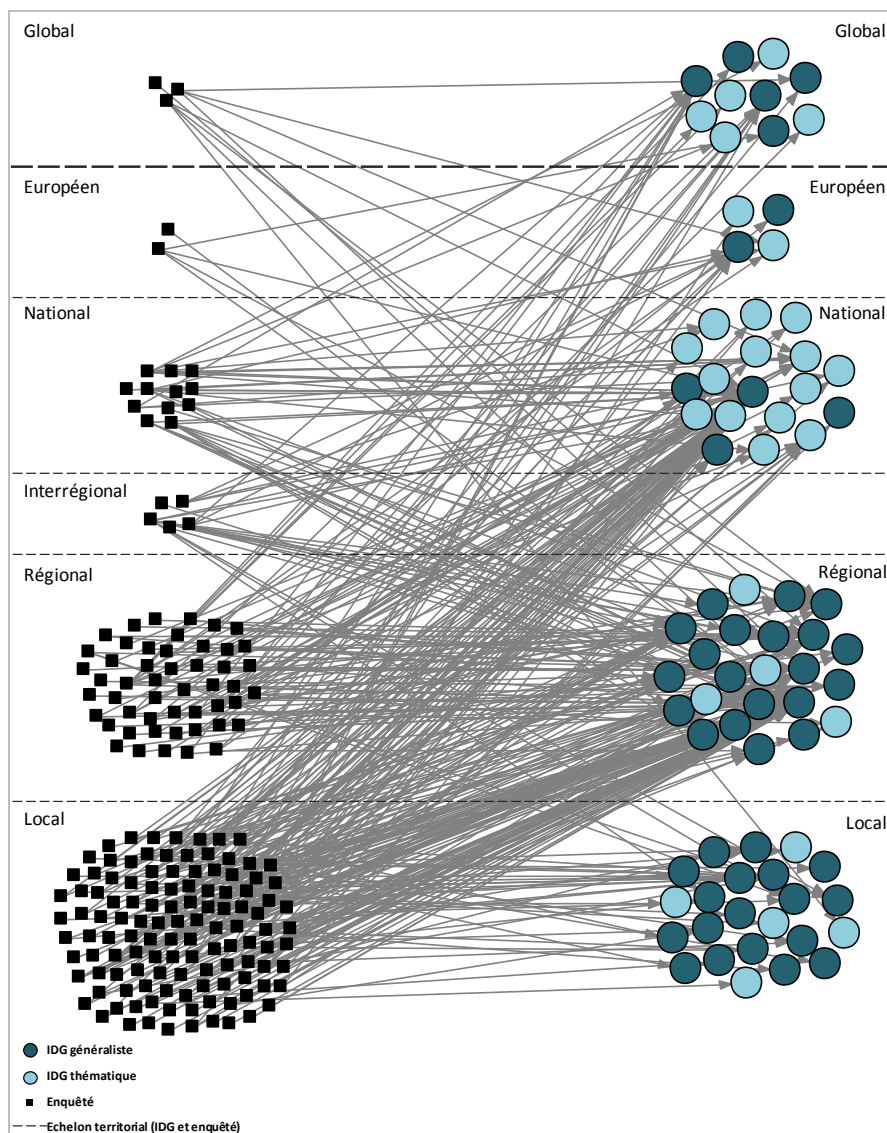 Global Global
Européen Européen
National National
Interrégional
Régional Régional
Local Local
IDG généraliste
IDG thématique
Enquêté
Echelon territorial (IDG et enquêté)